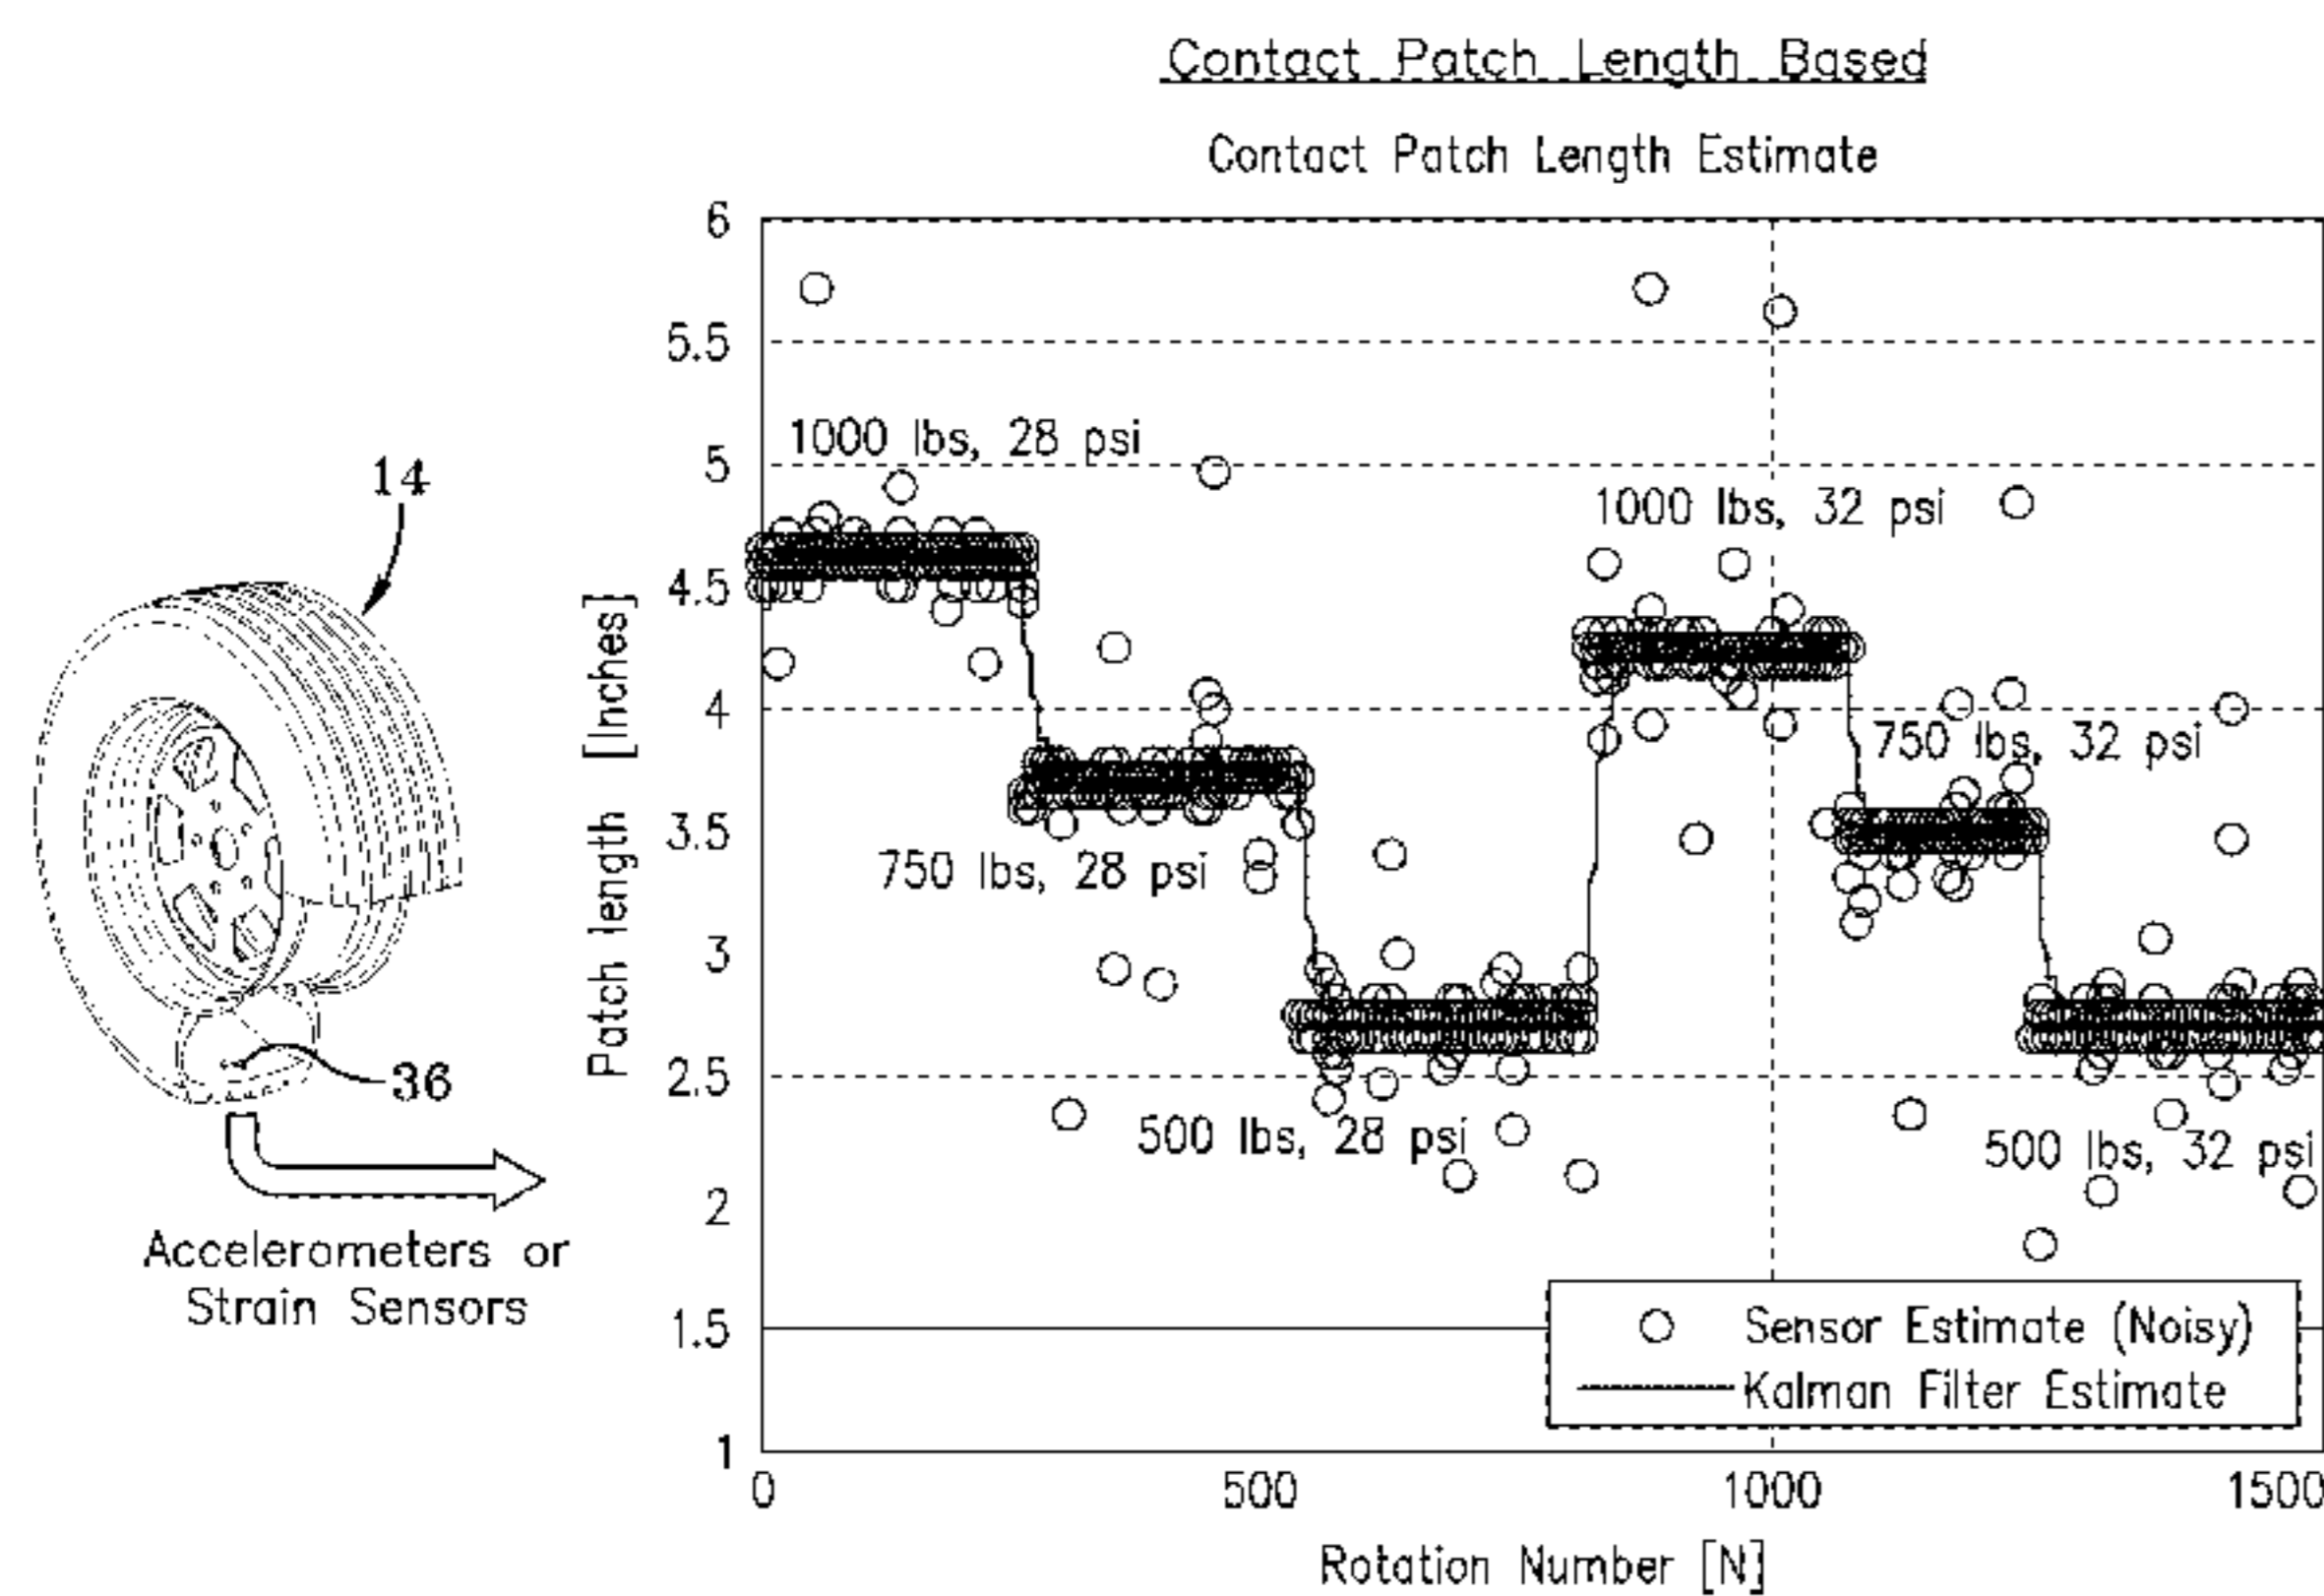 Contact Patch Length Based
Contact Patch Length Estimate
6
5.5
5
4.5
4
3.5
3
2.5
2
1.5
1
Patch length [Inches]
1000 lbs, 28 psi
1000 lbs, 32 psi
750 lbs, 32 psi
750 lbs, 28 psi
500 lbs, 28 psi
500 lbs, 32 psi
14
36
Accelerometers or
Strain Sensors
Sensor Estimate (Noisy)
Kalman Filter Estimate
0 500 1000 1500
Rotation Number [N]